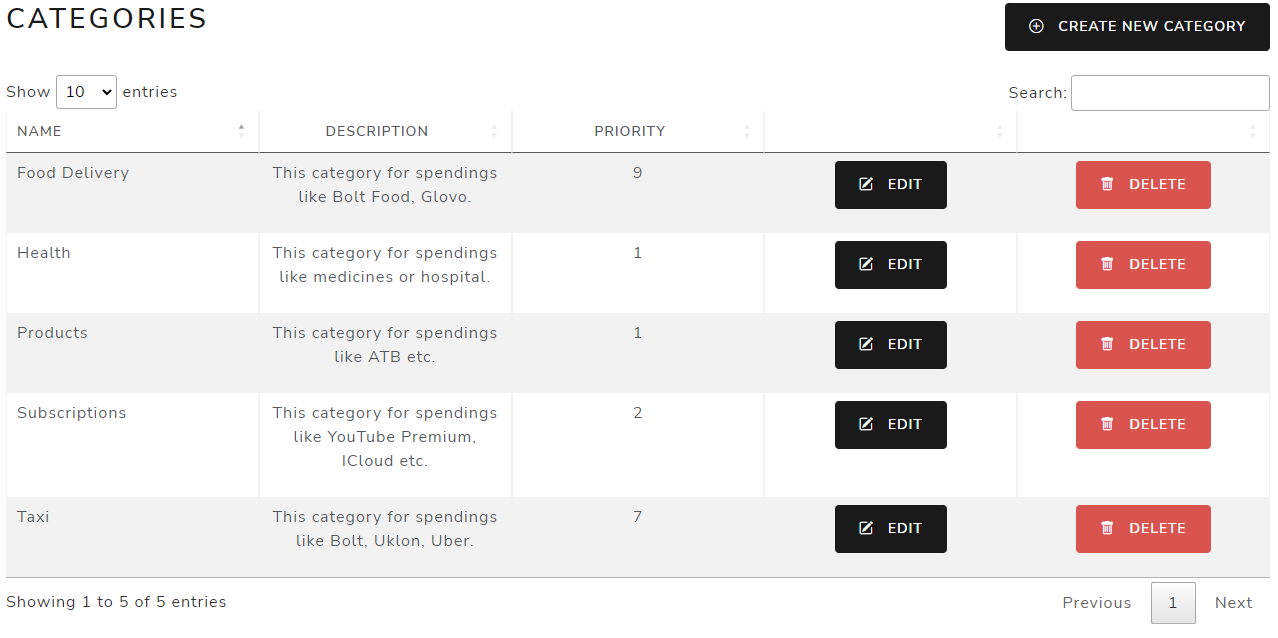 CATEGORIES
CREATE NEW CATEGORY
Show 10 entries
Search:
NAME DESCRIPTION PRIORITY
Food Delivery This category for spendings 9 EDIT DELETE
like Bolt Food, Glovo.
Health This category for spendings 1 EDIT DELETE
like medicines or hospital.
Products This category for spendings 1 EDIT DELETE
like ATB etc.
Subscriptions This category for spendings 2 EDIT DELETE
like YouTube Premium,
ICloud etc.
Taxi This category for spendings 7 EDIT DELETE
like Bolt, Uklon, Uber.
Showing 1 to 5 of 5 entries
Previous 1 Next